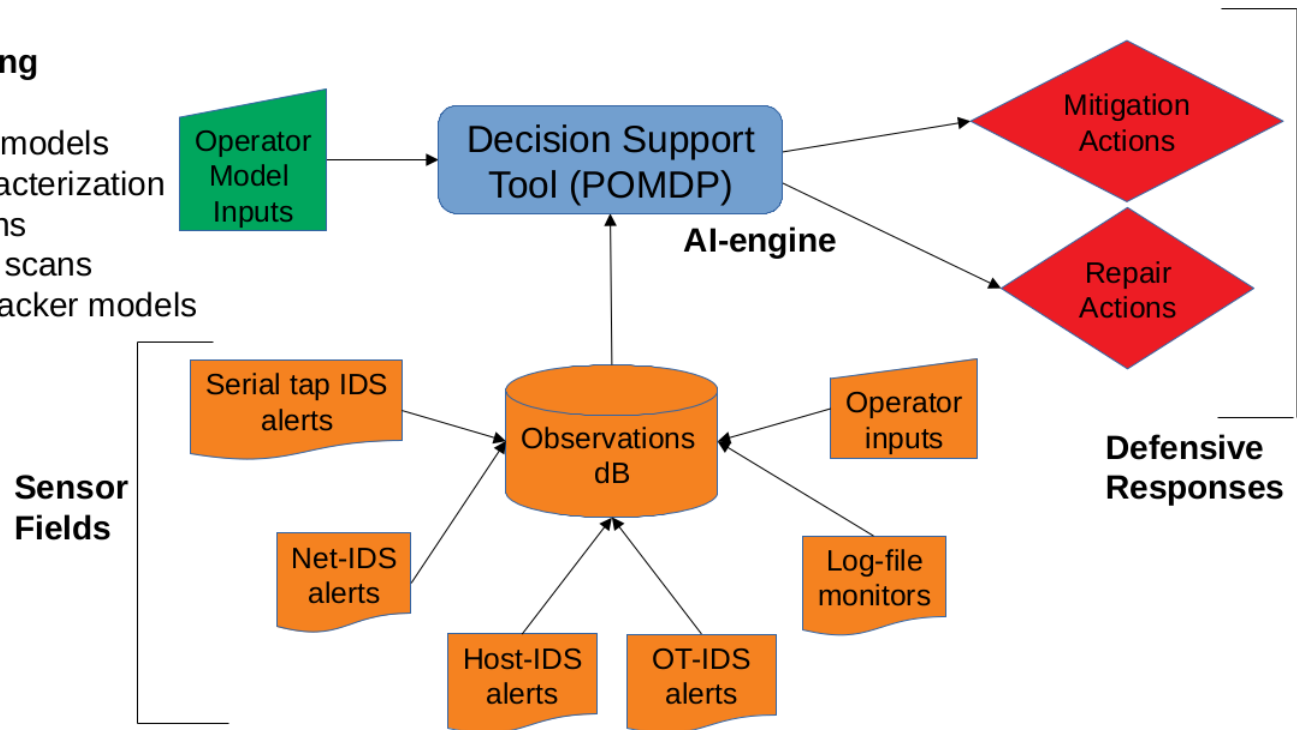 ng
models
acterization
ns
scans
acker models
Operator
Model
Inputs
Decision Support
Tool (POMDP)
AI-engine
Mitigation
Actions
Repair
Actions
Defensive
Responses
Sensor
Fields
Serial tap IDS
alerts
Net-IDS
alerts
Host-IDS
alerts
OT-IDS
alerts
Log-file
monitors
Operator
inputs
Observations
dB